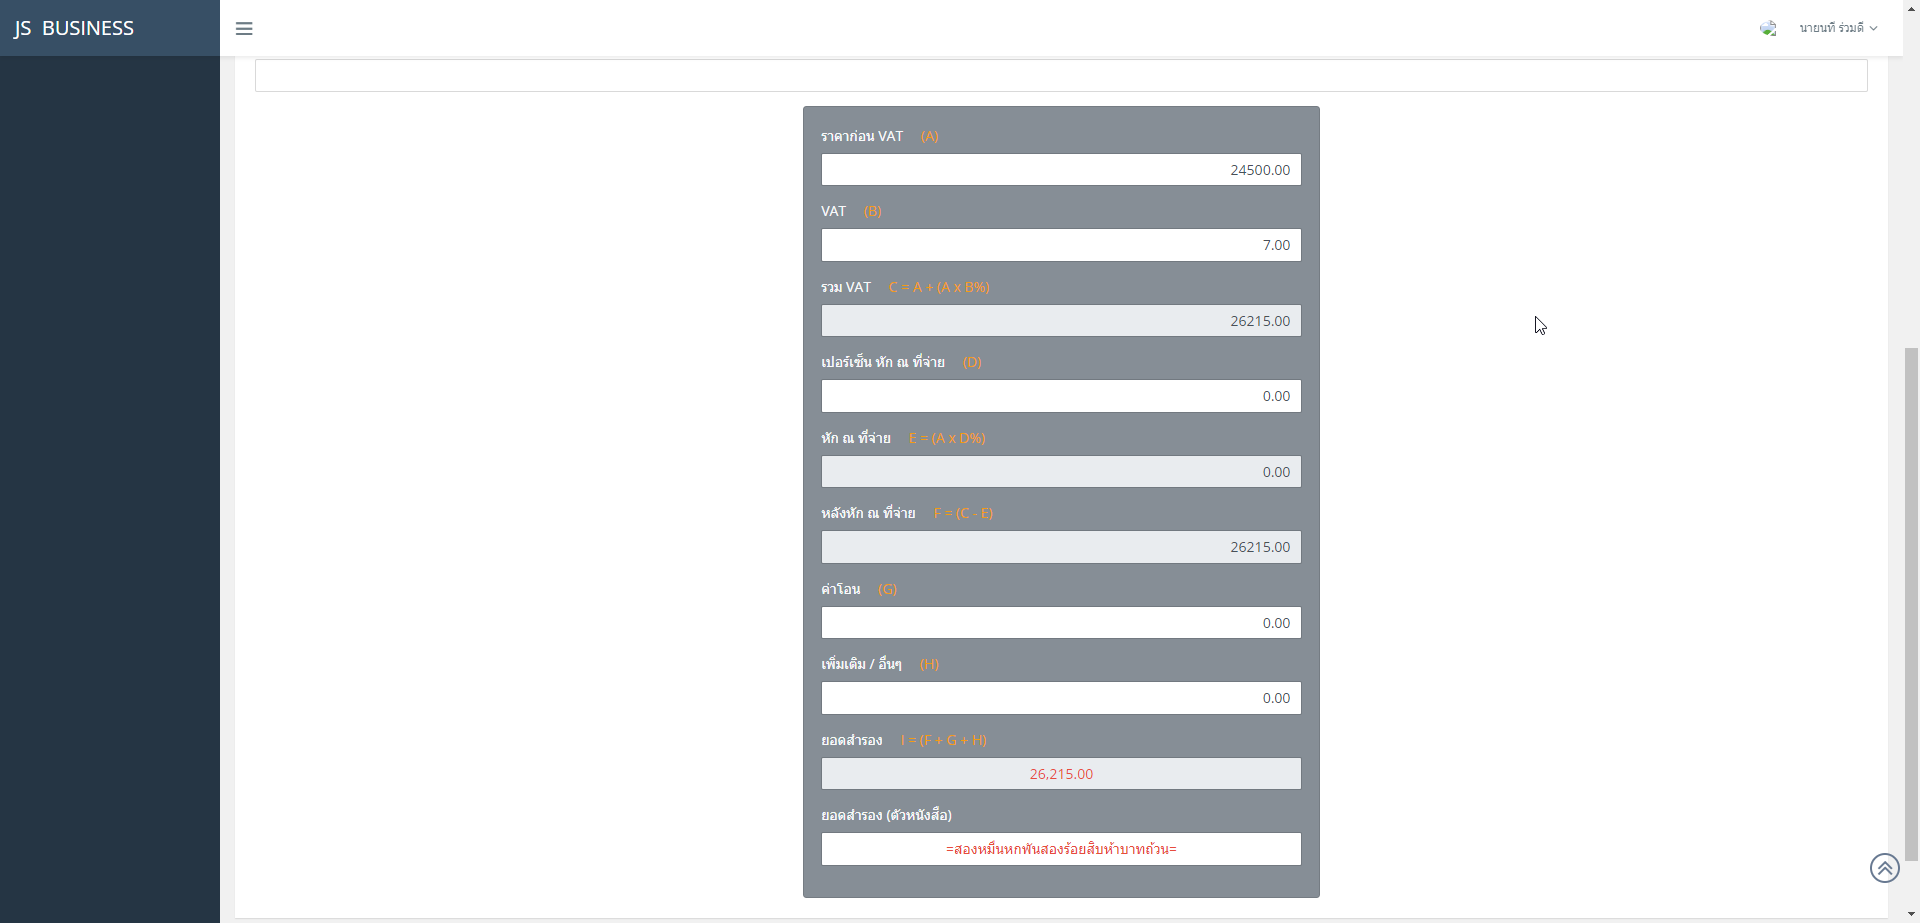 JS BUSINESS
นายนที ร่วมดี
ราคาก่อน VAT (A)
24500.00
VAT (B)
7.00
รวม VAT C = A + (A x B%)
26215.00
เปอร์เซ็น หัก ณ ที่จ่าย (D)
0.00
หัก ณ ที่จ่าย E = (A x D%)
0.00
หลังหัก ณ ที่จ่าย F = (C - E)
26215.00
ค่าโอน (G)
0.00
เพิ่มเติม / อื่นๆ (H)
0.00
ยอดสำรอง I = (F + G + H)
26,215.00
ยอดสำรอง (ตัวหนังสือ)
=สองหมื่นหกพันสองร้อยสิบห้าบาทถ้วน=